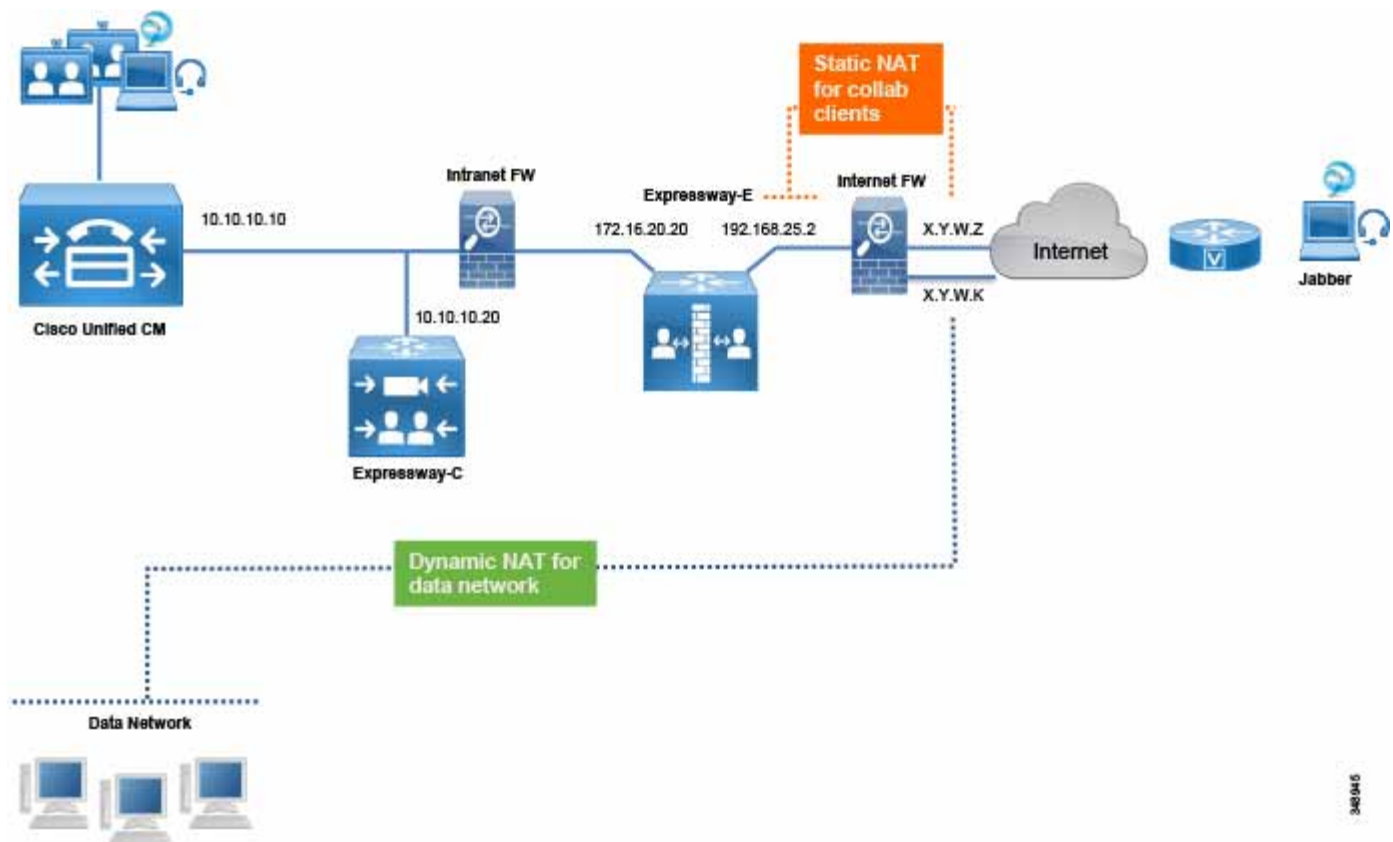 Static NAT
for collab
clients
Intranet FW
Expressway-E
Internet FW
10.10.10.10
172.16.20.20
192.168.25.2
X.Y.W.Z
Internet
V
Jabber
X.Y.W.K
Cisco Unified CM
10.10.10.20
Expressway-C
Dynamic NAT for
data network
Data Network
348945